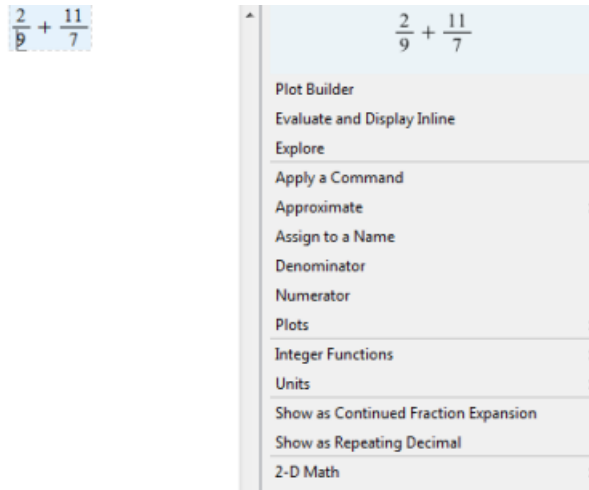 2/9 + 11/7
2/9 + 11/7
Plot Builder
Evaluate and Display Inline
Explore
Apply a Command
Approximate
Assign to a Name
Denominator
Numerator
Plots
Integer Functions
Units
Show as Continued Fraction Expansion
Show as Repeating Decimal
2-D Math